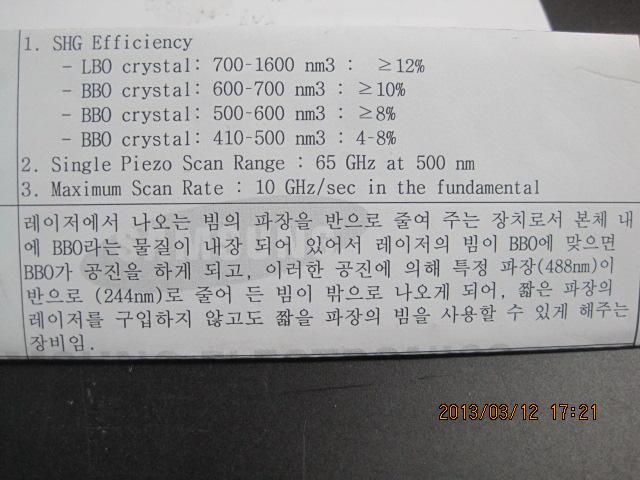 1. SHG Efficiency
- LBO crystal: 700-1600 nm3 : ≥12%
- BBO crystal: 600-700 nm3 : ≥10%
- BBO crystal: 500-600 nm3 : ≥8%
- BBO crystal: 410-500 nm3 : 4-8%
2. Single Piezo Scan Range : 65 GHz at 500 nm
3. Maximum Scan Rate : 10 GHz/sec in the fundamental
레이저에서 나오는 빔의 파장을 반으로 줄여 주는 장치로서 본체 내
에 BBO라는 물질이 내장 되어 있어서 레이저의 빔이 BBO에 맞으면
BBO가 공진을 하게 되고, 이러한 공진에 의해 특정 파장(488nm)이
반으로 (244nm)로 줄어 든 빔이 밖으로 나오게 되어, 짧은 파장의
레이저를 구입하지 않고도 짧을 파장의 빔을 사용할 수 있게 해주는
장비임.
2013/03/12 17:21